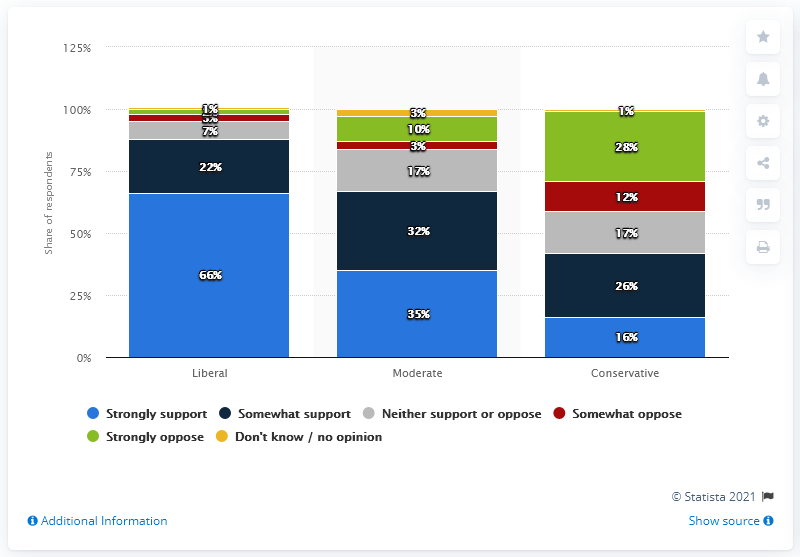 125%
1% 3% 1%
100%
3% 10% 28%
7% 3%
75%
22% 17% 12%
Share of respondents
50%
32% 17%
66% 26%
25%
35% 16%
0%
Liberal Moderate Conservative
Strongly support Somewhat support Neither support or oppose Somewhat oppose
Strongly oppose Don't know / no opinion
© Statista 2021
Additional Information Show source